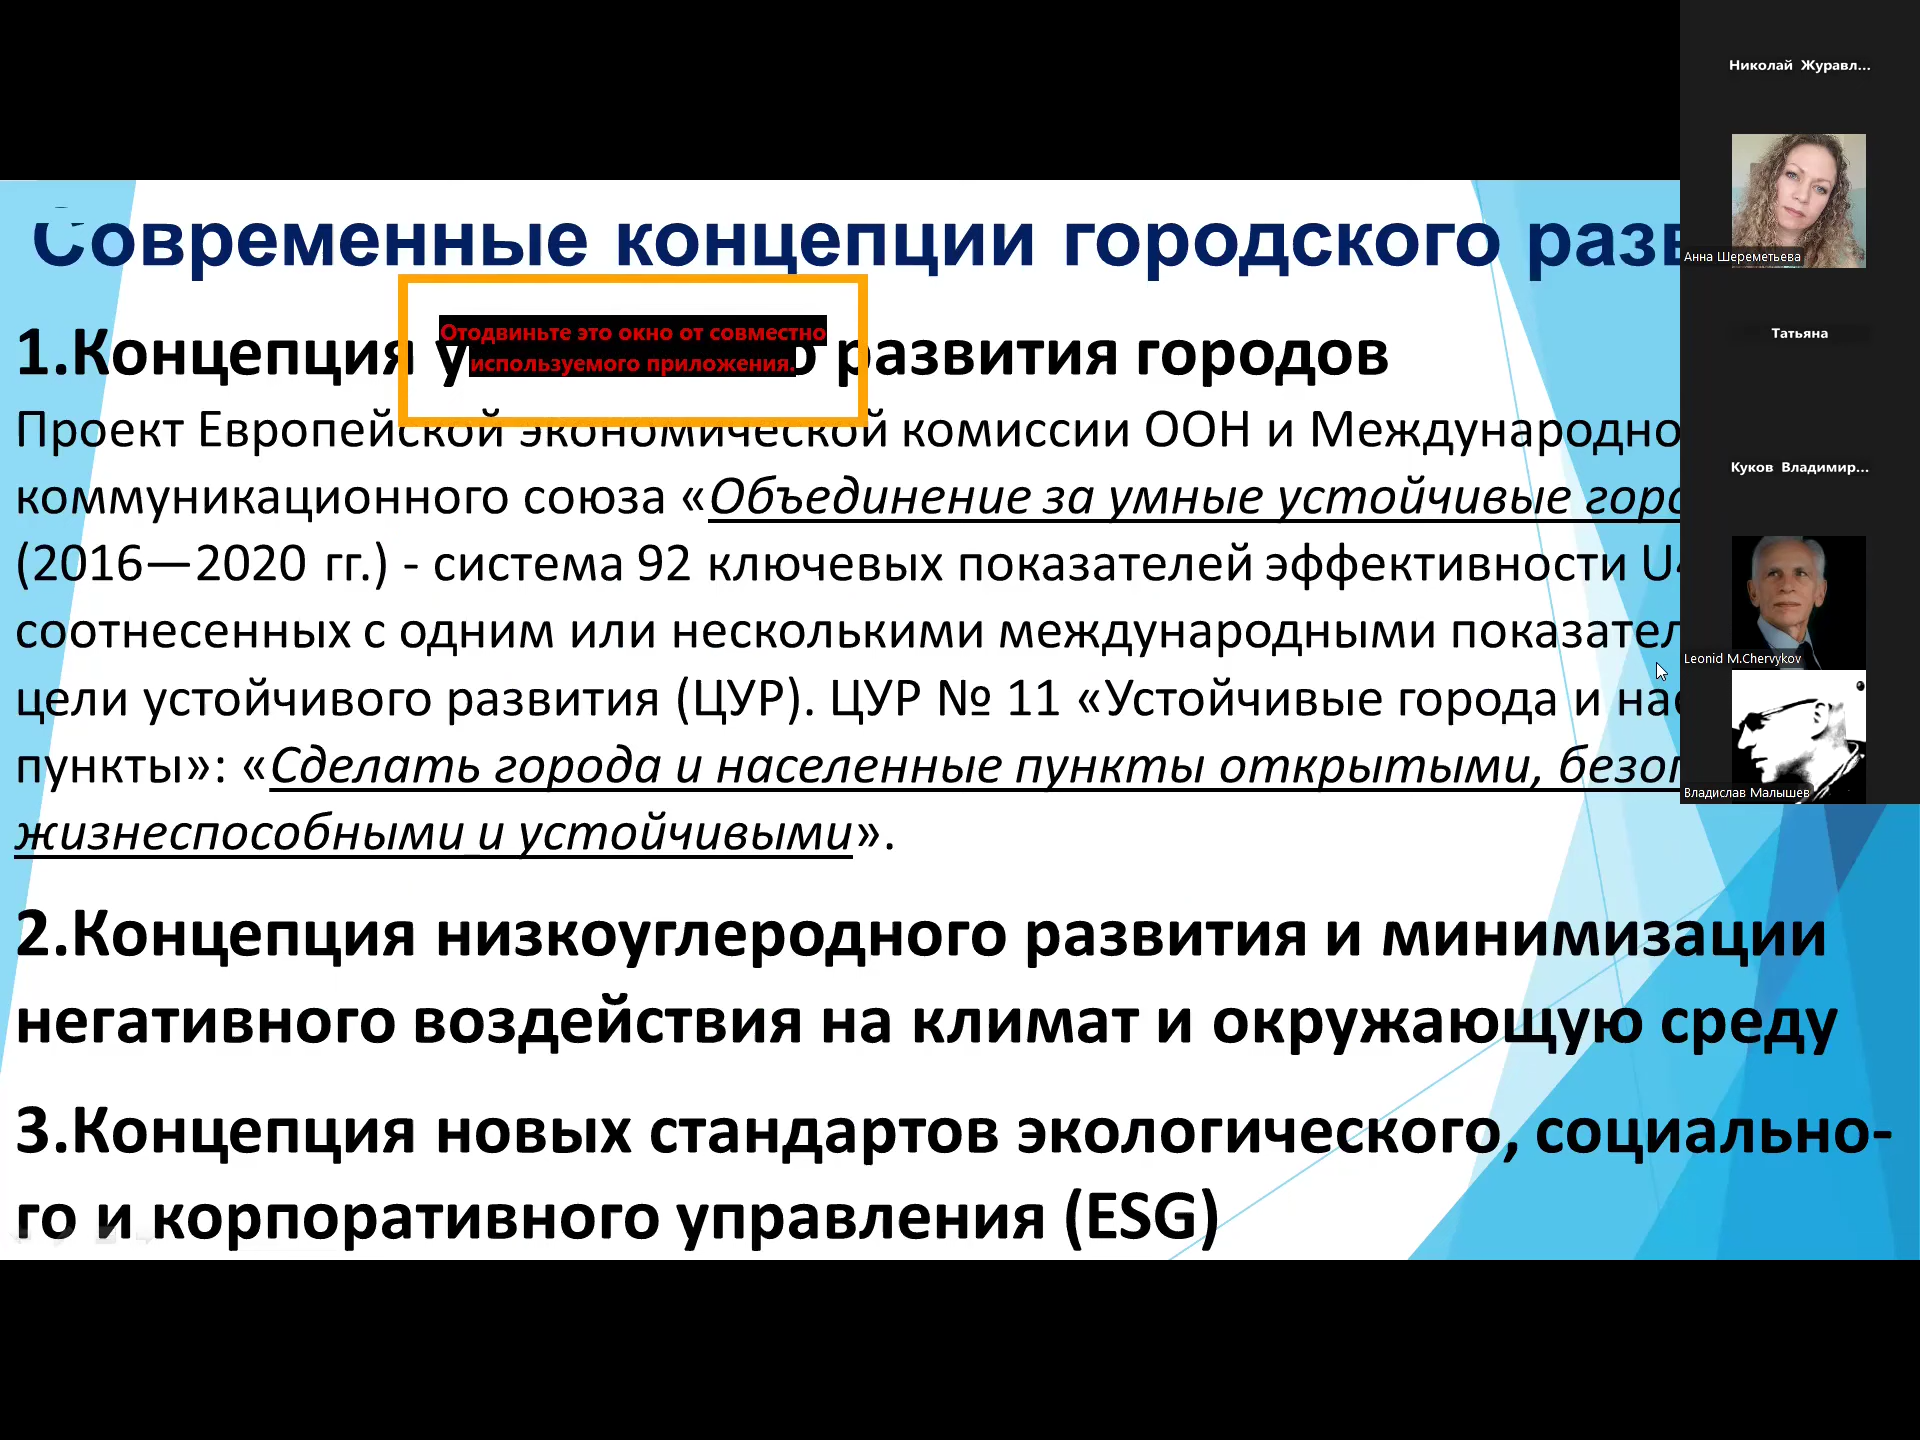 Современные концепции городского разв
Отодвиньте это окно от совместно
используемого приложения.
1.Концепция развития городов
Проект Европейской экономической комиссии ООН и Международно
коммуникационного союза «Объединение за умные устойчивые горо
(2016—2020 гг.) - система 92 ключевых показателей эффективности U4
соотнесенных с одним или несколькими международными показател
цели устойчивого развития (ЦУР). ЦУР № 11 «Устойчивые города и нас
пункты»: «Сделать города и населенные пункты открытыми, безоп
жизнеспособными и устойчивыми».
2.Концепция низкоуглеродного развития и минимизации
негативного воздействия на климат и окружающую среду
3.Концепция новых стандартов экологического, социально-
го и корпоративного управления (ESG)
Николай Журавл...
Анна Шереметьева
Татьяна
Куков Владимир...
Leonid M.Chervykov
Владислав Малышев